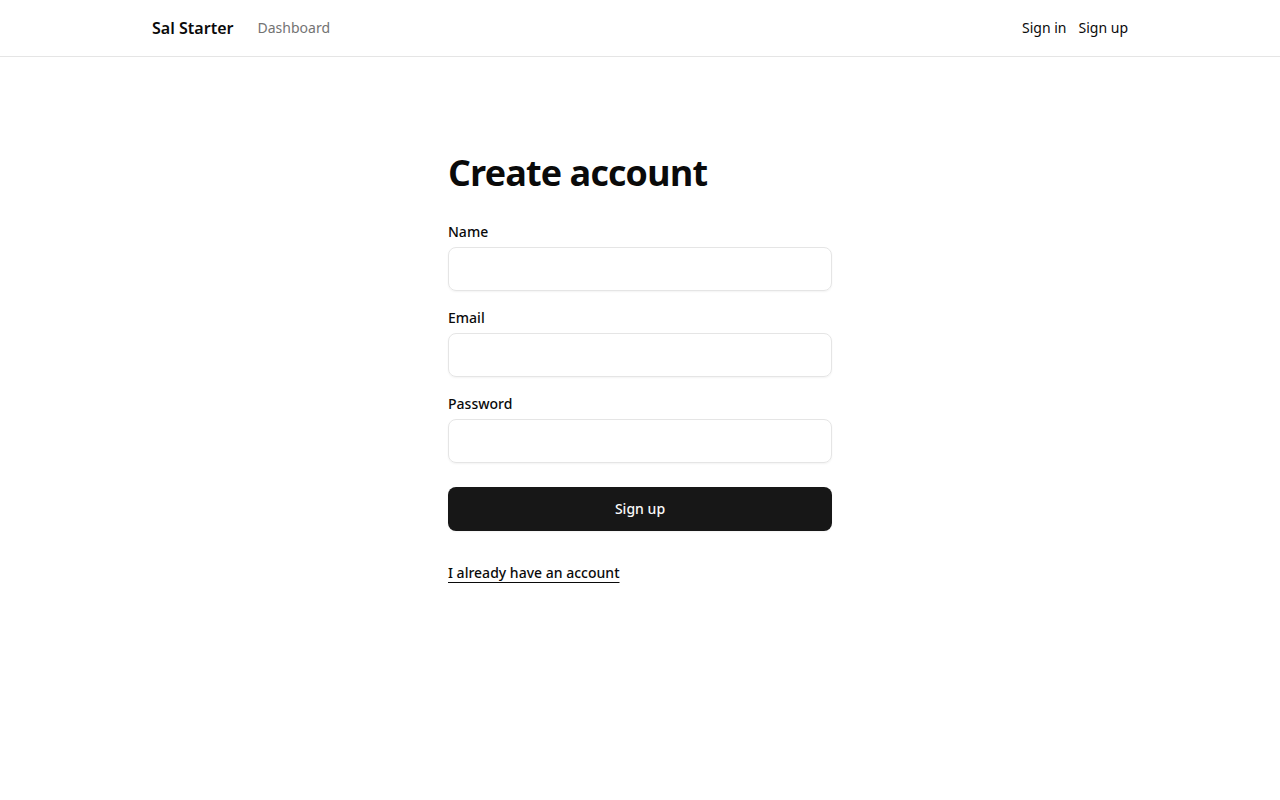 Sal Starter Dashboard Sign in Sign up
Create account
Name
Email
Password
Sign up
I already have an account